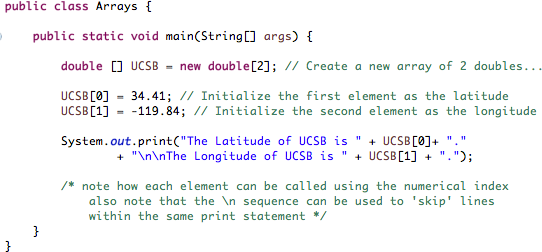 public class Arrays {
public static void main(String[] args) {
double [] UCSB = new double[2]; // Create a new array of 2 doubles...
UCSB[0] = 34.41; // Initialize the first element as the latitude
UCSB[1] = -119.84; // Initialize the second element as the longitude
System.out.print("The Latitude of UCSB is " + UCSB[0]+ "."
+ "\n\nThe Longitude of UCSB is " + UCSB[1] + ".");
/* note how each element can be called using the numerical index
also note that the \n sequence can be used to 'skip' lines
within the same print statement */
}
}